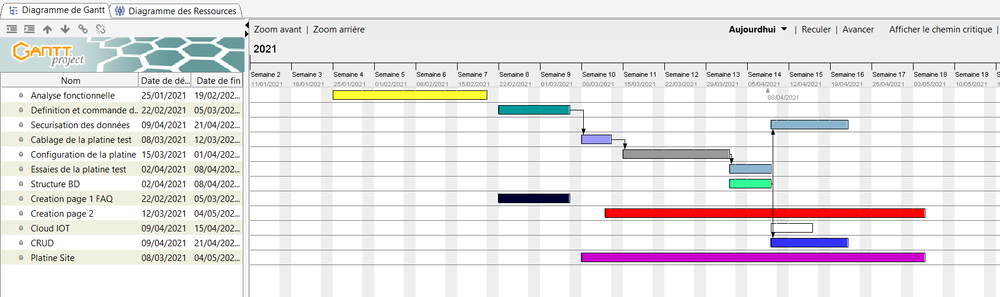 Diagramme de Gantt
Diagramme des Ressources
Zoom avant | Zoom arrière
Aujourdhui | Reculer | Avancer
Afficher le chemin critique |
GANTT
project
2021
Semaine 2 Semaine 3 Semaine 4 Semaine 5 Semaine 6 Semaine 7 Semaine 8 Semaine 9 Semaine 10 Semaine 11 Semaine 12 Semaine 13 Semaine 14 Semaine 15 Semaine 16 Semaine 17 Semaine 18 Semaine 19 S
11/01/2021 18/01/2021 25/01/2021 01/02/2021 08/02/2021 15/02/2021 22/02/2021 01/03/2021 08/03/2021 15/03/2021 22/03/2021 29/03/2021 05/04/2021 12/04/2021 19/04/2021 26/04/2021 03/05/2021 10/05/2021 1
08/04/2021
Nom Date de dé... Date de fin
Analyse fonctionnelle 25/01/2021 19/02/202...
Definition et commande d... 22/02/2021 05/03/202...
Securisation des données 09/04/2021 21/04/202...
Cablage de la platine test 08/03/2021 12/03/202...
Configuration de la platine 15/03/2021 01/04/202...
Essaies de la platine test 02/04/2021 08/04/202...
Structure BD 02/04/2021 08/04/202...
Creation page 1 FAQ 22/02/2021 05/03/202...
Creation page 2 12/03/2021 04/05/202...
Cloud IOT 09/04/2021 15/04/202...
CRUD 09/04/2021 21/04/202...
Platine Site 08/03/2021 04/05/202...